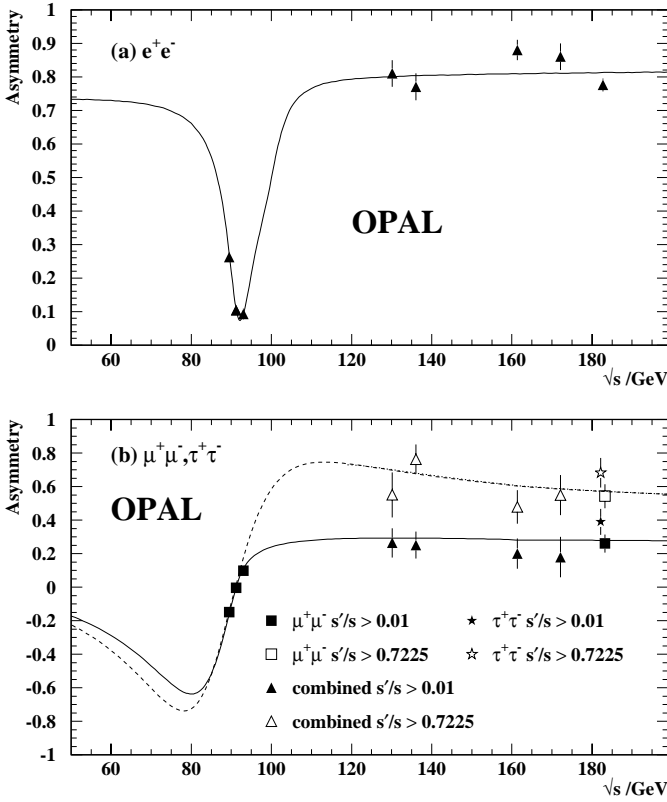 Asymmetry
(a) e⁺e⁻
OPAL
1
0.9
0.8
0.7
0.6
0.5
0.4
0.3
0.2
0.1
0
60 80 100 120 140 160 180
√s /GeV
Asymmetry
(b) μ⁺μ⁻,τ⁺τ⁻
OPAL
1
0.8
0.6
0.4
0.2
0
-0.2
-0.4
-0.6
-0.8
-1
μ⁺μ⁻ s′/s > 0.01
μ⁺μ⁻ s′/s > 0.7225
combined s′/s > 0.01
combined s′/s > 0.7225
τ⁺τ⁻ s′/s > 0.01
τ⁺τ⁻ s′/s > 0.7225
60 80 100 120 140 160 180
√s /GeV